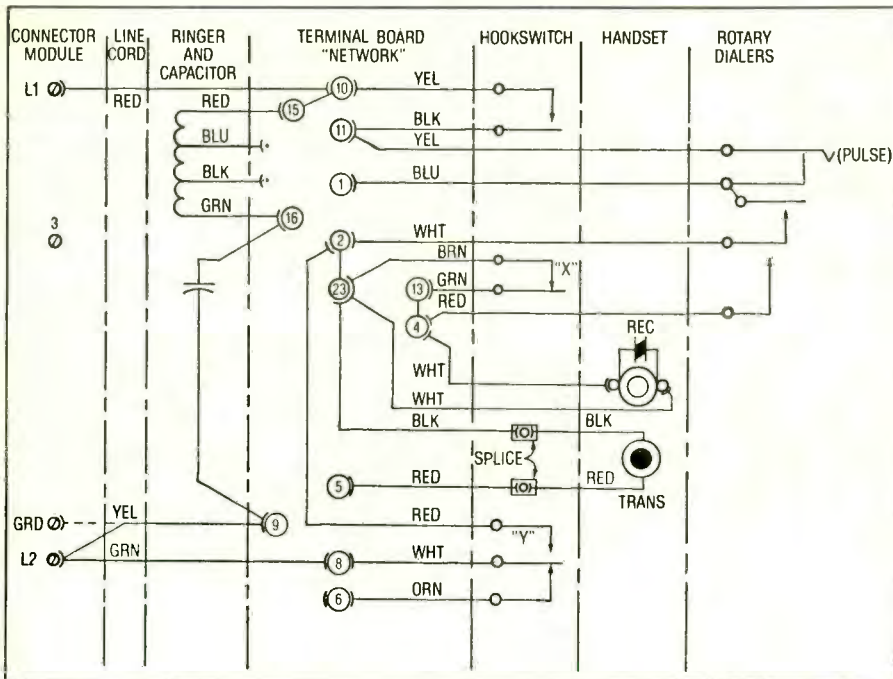 CONNECTOR MODULE
LINE CORD
RINGER AND CAPACITOR
TERMINAL BOARD "NETWORK"
HOOKSWITCH
HANDSET
ROTARY DIALERS
L1
RED
RED
15
10
YEL
BLU
11
BLK
YEL
(PULSE)
BLK
1
BLU
GRN
16
3
2
WHT
BRN
"X"
23
13
GRN
RED
4
REC
WHT
WHT
BLK
BLK
SPLICE
5
RED
RED
TRANS
GRD
YEL
9
RED
"Y"
L2
GRN
8
WHT
6
ORN